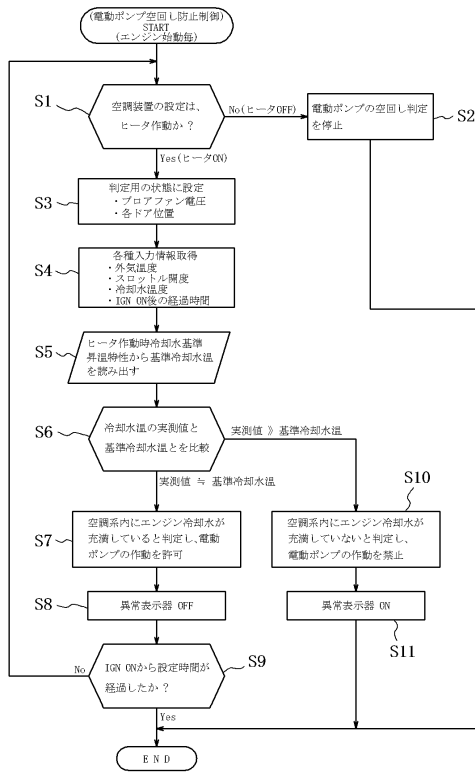 (電動ポンプ空回し防止制御)
START
(エンジン始動毎)
S1
空調装置の設定は、
ヒータ作動か？
No(ヒータOFF)
電動ポンプの空回し判定
を停止
S2
Yes(ヒータON)
S3
判定用の状態に設定
・ブロアファン電圧
・各ドア位置
S4
各種入力情報取得
・外気温度
・スロットル開度
・冷却水温度
・IGN ON後の経過時間
S5
ヒータ作動時冷却水基準
昇温特性から基準冷却水温
を読み出す
S6
冷却水温の実測値と
基準冷却水温とを比較
実測値 》 基準冷却水温
実測値 ≒ 基準冷却水温
S10
S7
空調系内にエンジン冷却水が
充満していると判定し、電動
ポンプの作動を許可
空調系内にエンジン冷却水が
充満していないと判定し、
電動ポンプの作動を禁止
S8
異常表示器 OFF
異常表示器 ON
S11
No
IGN ONから設定時間が
経過したか？
S9
Yes
E N D